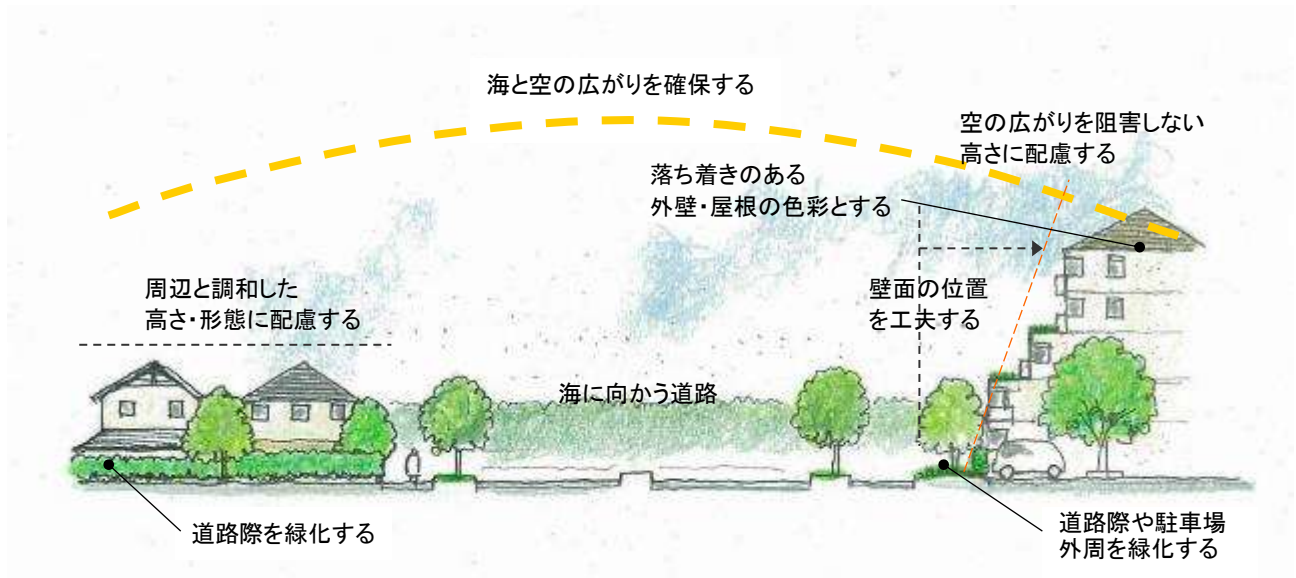 海と空の広がりを確保する
空の広がりを阻害しない
高さに配慮する
落ち着きのある
外壁・屋根の色彩とする
周辺と調和した
高さ・形態に配慮する
壁面の位置
を工夫する
海に向かう道路
道路際を緑化する
道路際や駐車場
外周を緑化する